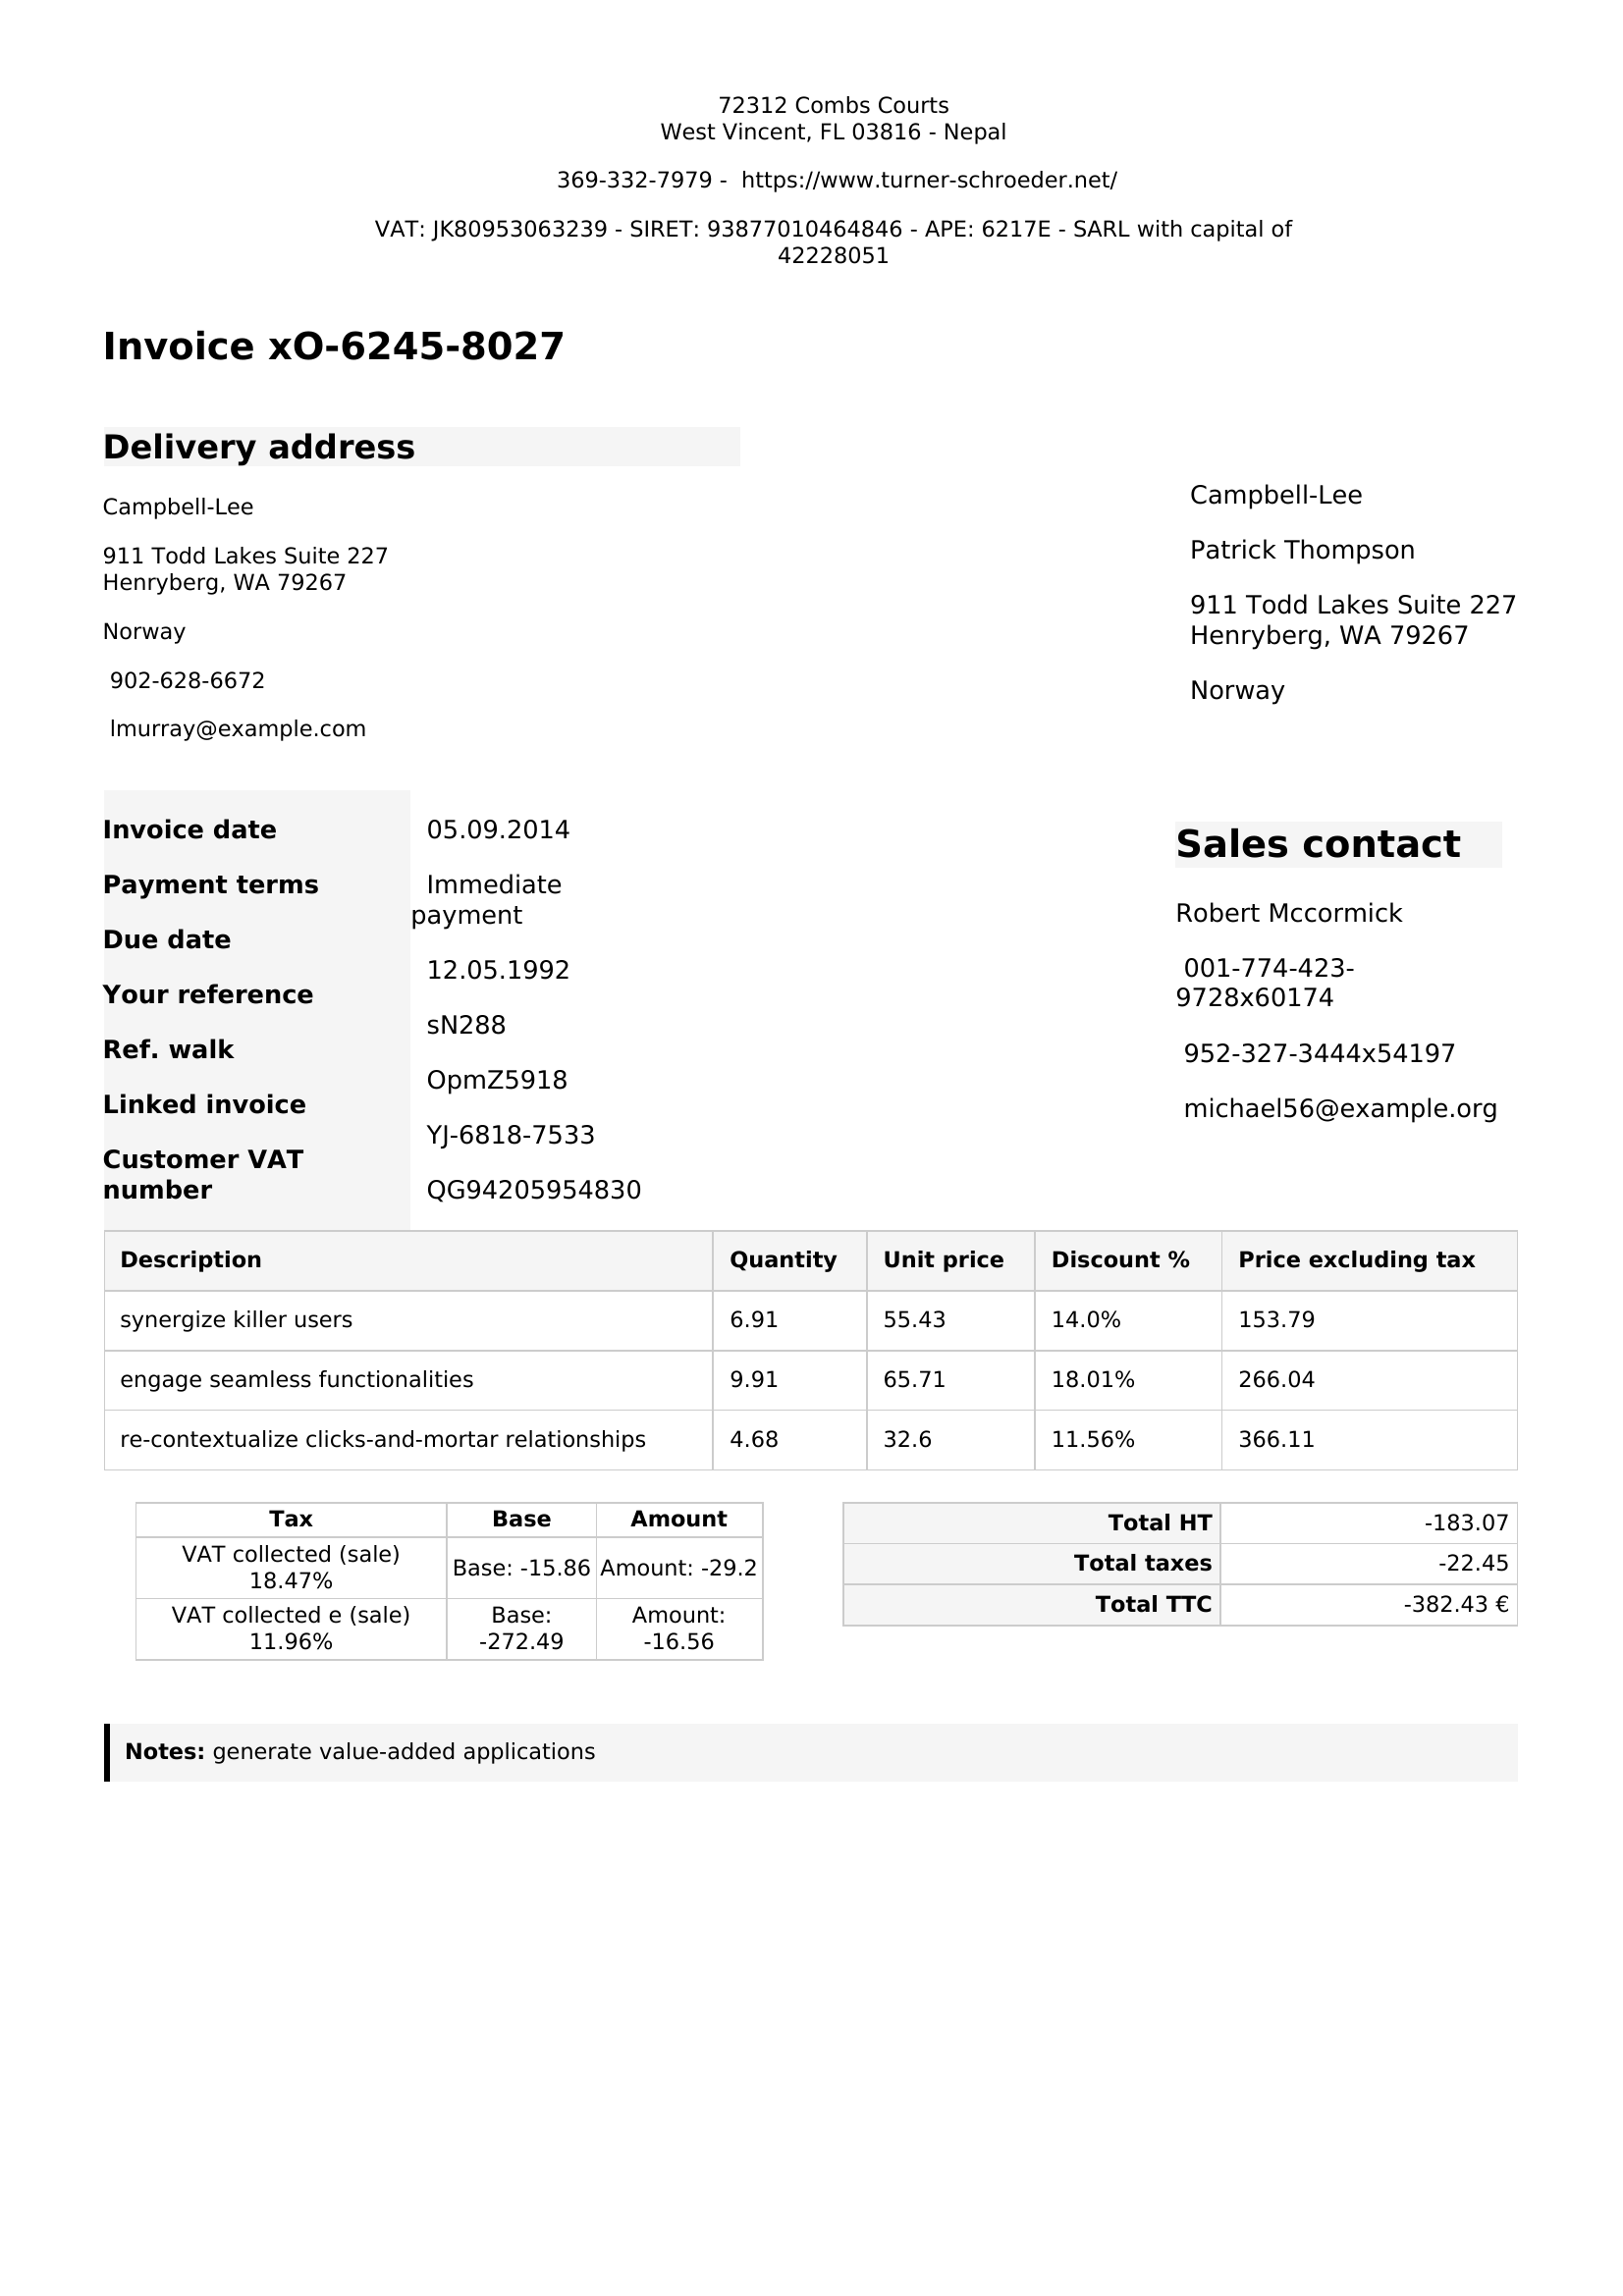 72312 Combs Courts
West Vincent, FL 03816 - Nepal
369-332-7979 - https://www.turner-schroeder.net/
VAT: JK80953063239 - SIRET: 93877010464846 - APE: 6217E - SARL with capital of
42228051
Invoice xO-6245-8027
Delivery address
Campbell-Lee
911 Todd Lakes Suite 227
Henryberg, WA 79267
Norway
902-628-6672
lmurray@example.com
Campbell-Lee
Patrick Thompson
911 Todd Lakes Suite 227
Henryberg, WA 79267
Norway
Invoice date
Payment terms
Due date
Your reference
Ref. walk
Linked invoice
Customer VAT
number
05.09.2014
Immediate
payment
12.05.1992
sN288
OpmZ5918
YJ-6818-7533
QG94205954830
Sales contact
Robert Mccormick
001-774-423-
9728x60174
952-327-3444x54197
michael56@example.org
Description Quantity Unit price Discount % Price excluding tax
synergize killer users 6.91 55.43 14.0% 153.79
engage seamless functionalities 9.91 65.71 18.01% 266.04
re-contextualize clicks-and-mortar relationships 4.68 32.6 11.56% 366.11
Tax Base Amount
VAT collected (sale)
18.47%
Base: -15.86 Amount: -29.2
VAT collected e (sale)
11.96%
Base:
-272.49
Amount:
-16.56
Total HT -183.07
Total taxes -22.45
Total TTC -382.43 €
Notes: generate value-added applications